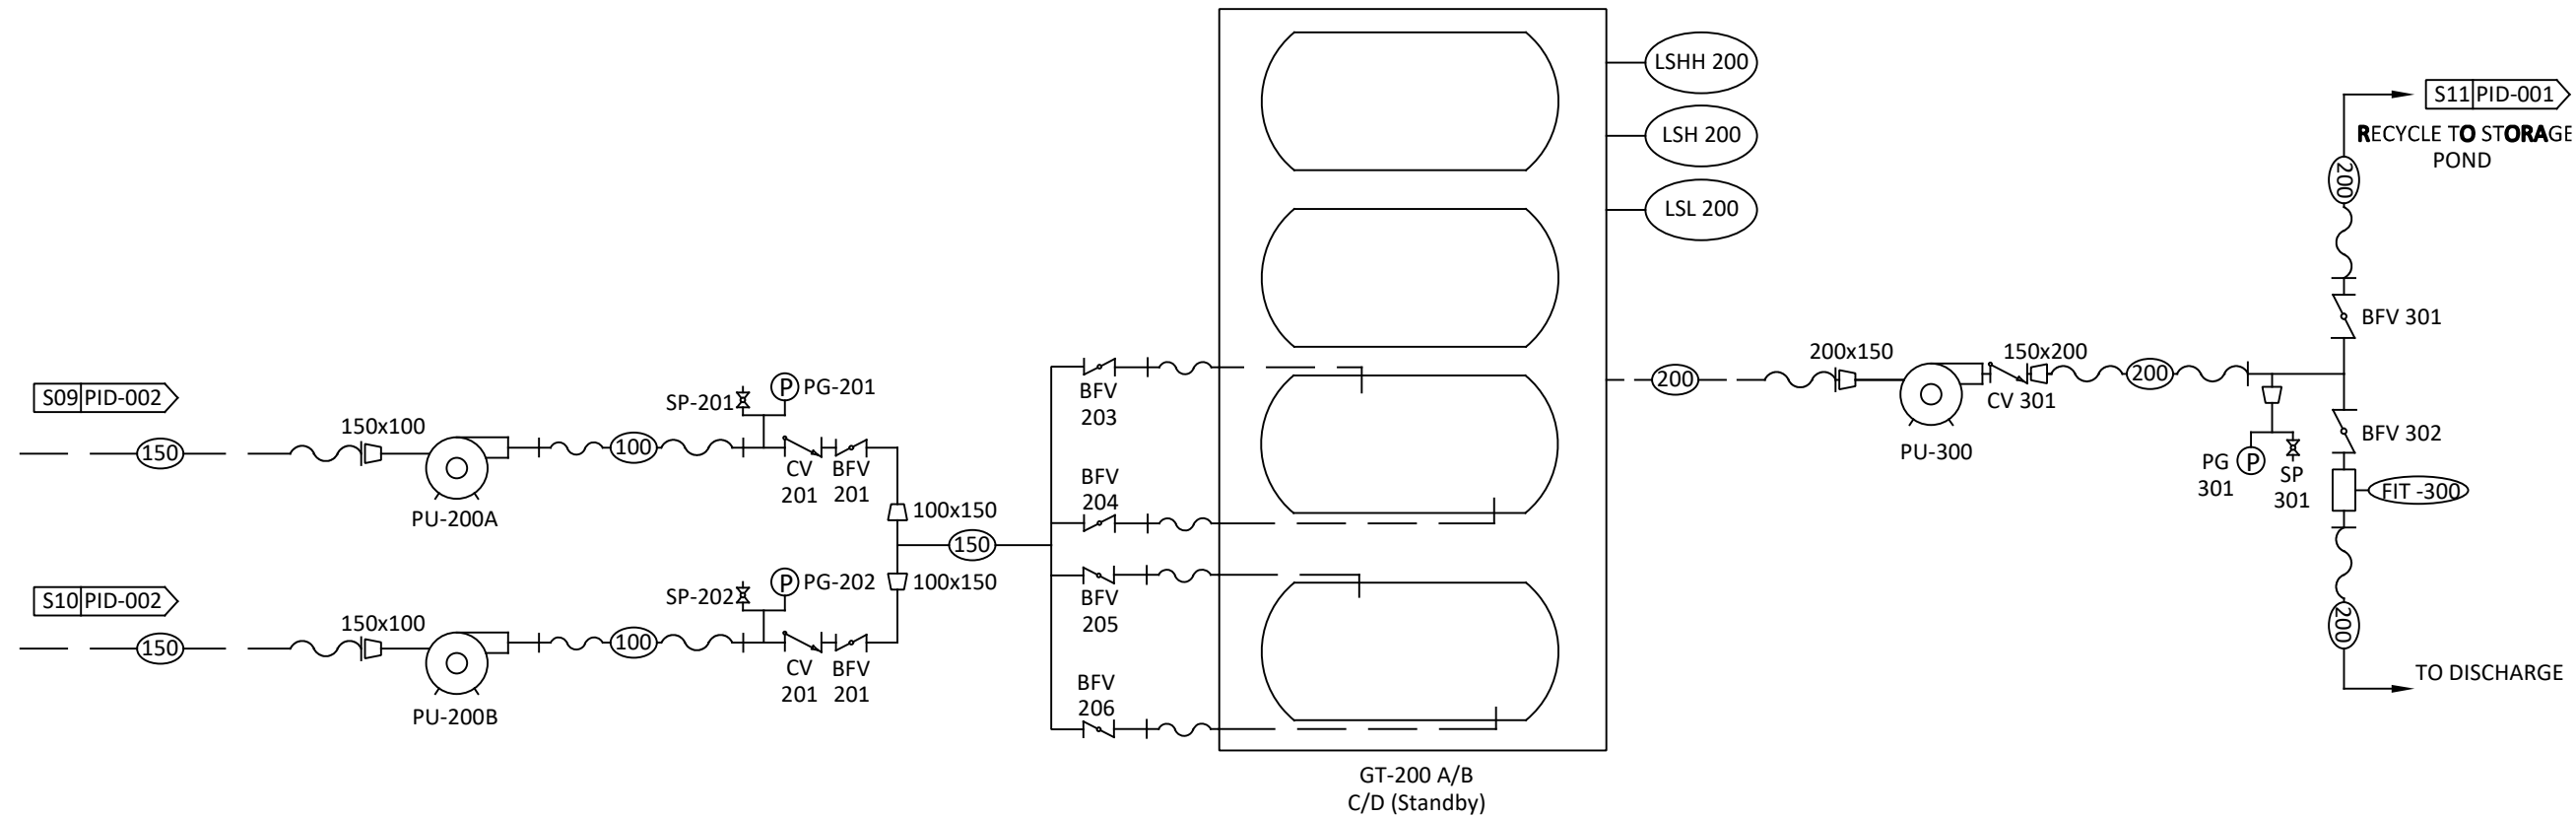 LSHH 200
LSH 200
LSL 200
S11 PID-001
RECYCLE TO STORAGE
POND
200
BFV 301
200x150
150x200
200
200
CV 301
PU-300
BFV 302
PG
301
P
SP
301
FIT -300
200
TO DISCHARGE
S09 PID-002
150
150x100
PU-200A
100
SP-201
P
PG-201
CV
201
BFV
201
100x150
150
100x150
S10 PID-002
150
150x100
PU-200B
100
SP-202
P
PG-202
CV
201
BFV
201
BFV
203
BFV
204
BFV
205
BFV
206
GT-200 A/B
C/D (Standby)